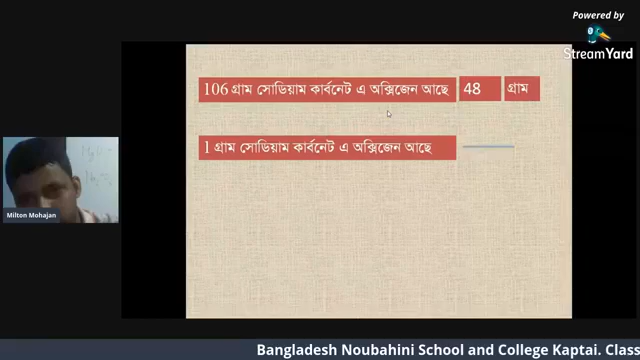 Powered by
StreamYard
106 গ্রাম সোডিয়াম কার্বনেট এ অক্সিজেন আছে 48 গ্রাম
1 গ্রাম সোডিয়াম কার্বনেট এ অক্সিজেন আছে
Milton Mohajan
Bangladesh Noubahini School and College Kaptai. Class